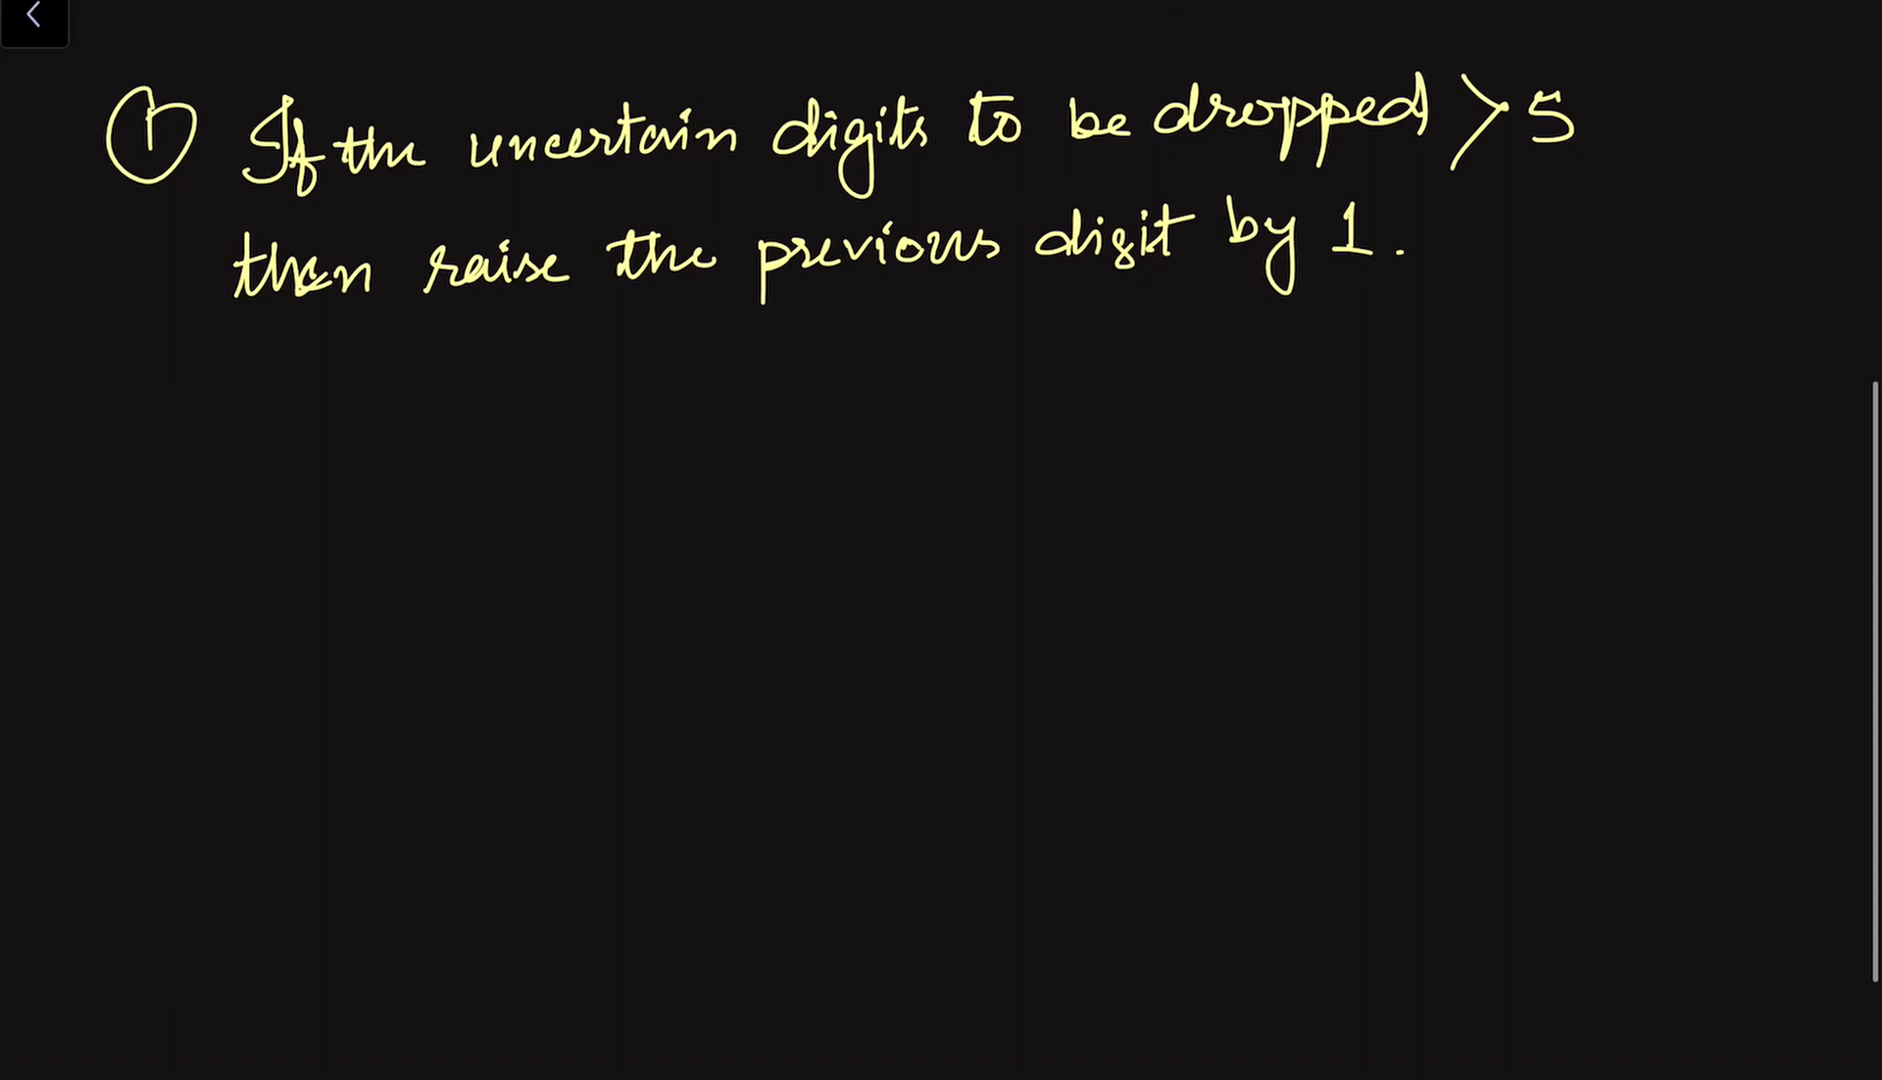 ① If the uncertain digits to be dropped > 5
then raise the previous digit by 1.